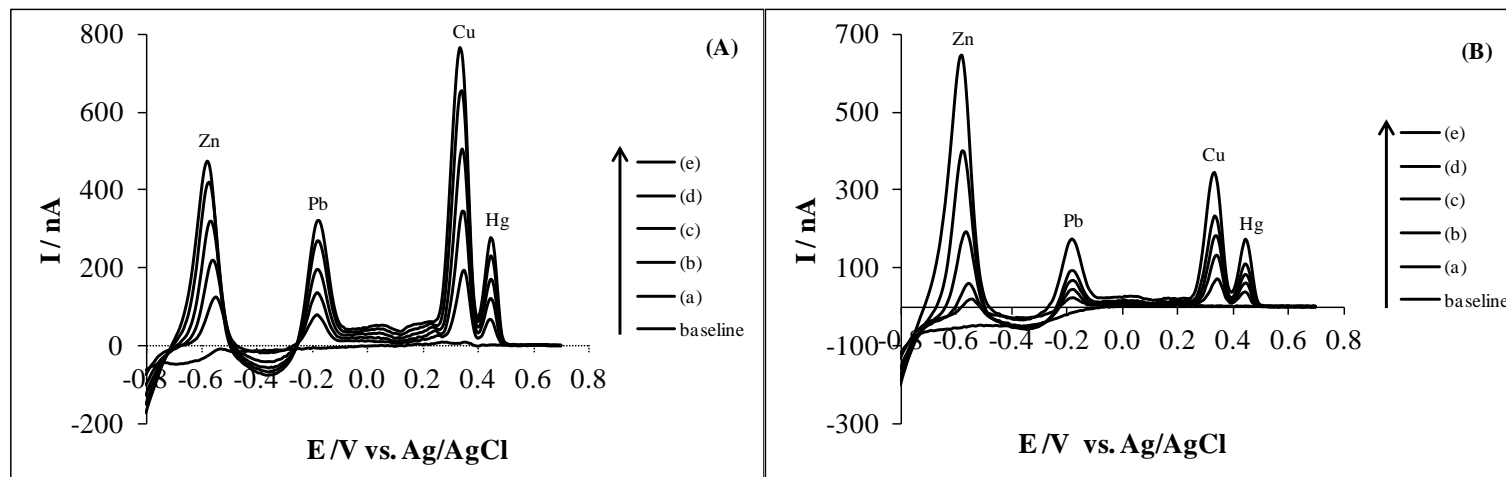 (A)
I / nA
800
600
400
200
0
-200
-0.8 -0.6 -0.4 -0.2 0.0 0.2 0.4 0.6 0.8
E /V vs. Ag/AgCl
Zn
Pb
Cu
Hg
(e)
(d)
(c)
(b)
(a)
baseline
(B)
I / nA
700
500
300
100
-100
-300
-0.8 -0.6 -0.4 -0.2 0.0 0.2 0.4 0.6 0.8
E /V vs. Ag/AgCl
Zn
Pb
Cu
Hg
(e)
(d)
(c)
(b)
(a)
baseline